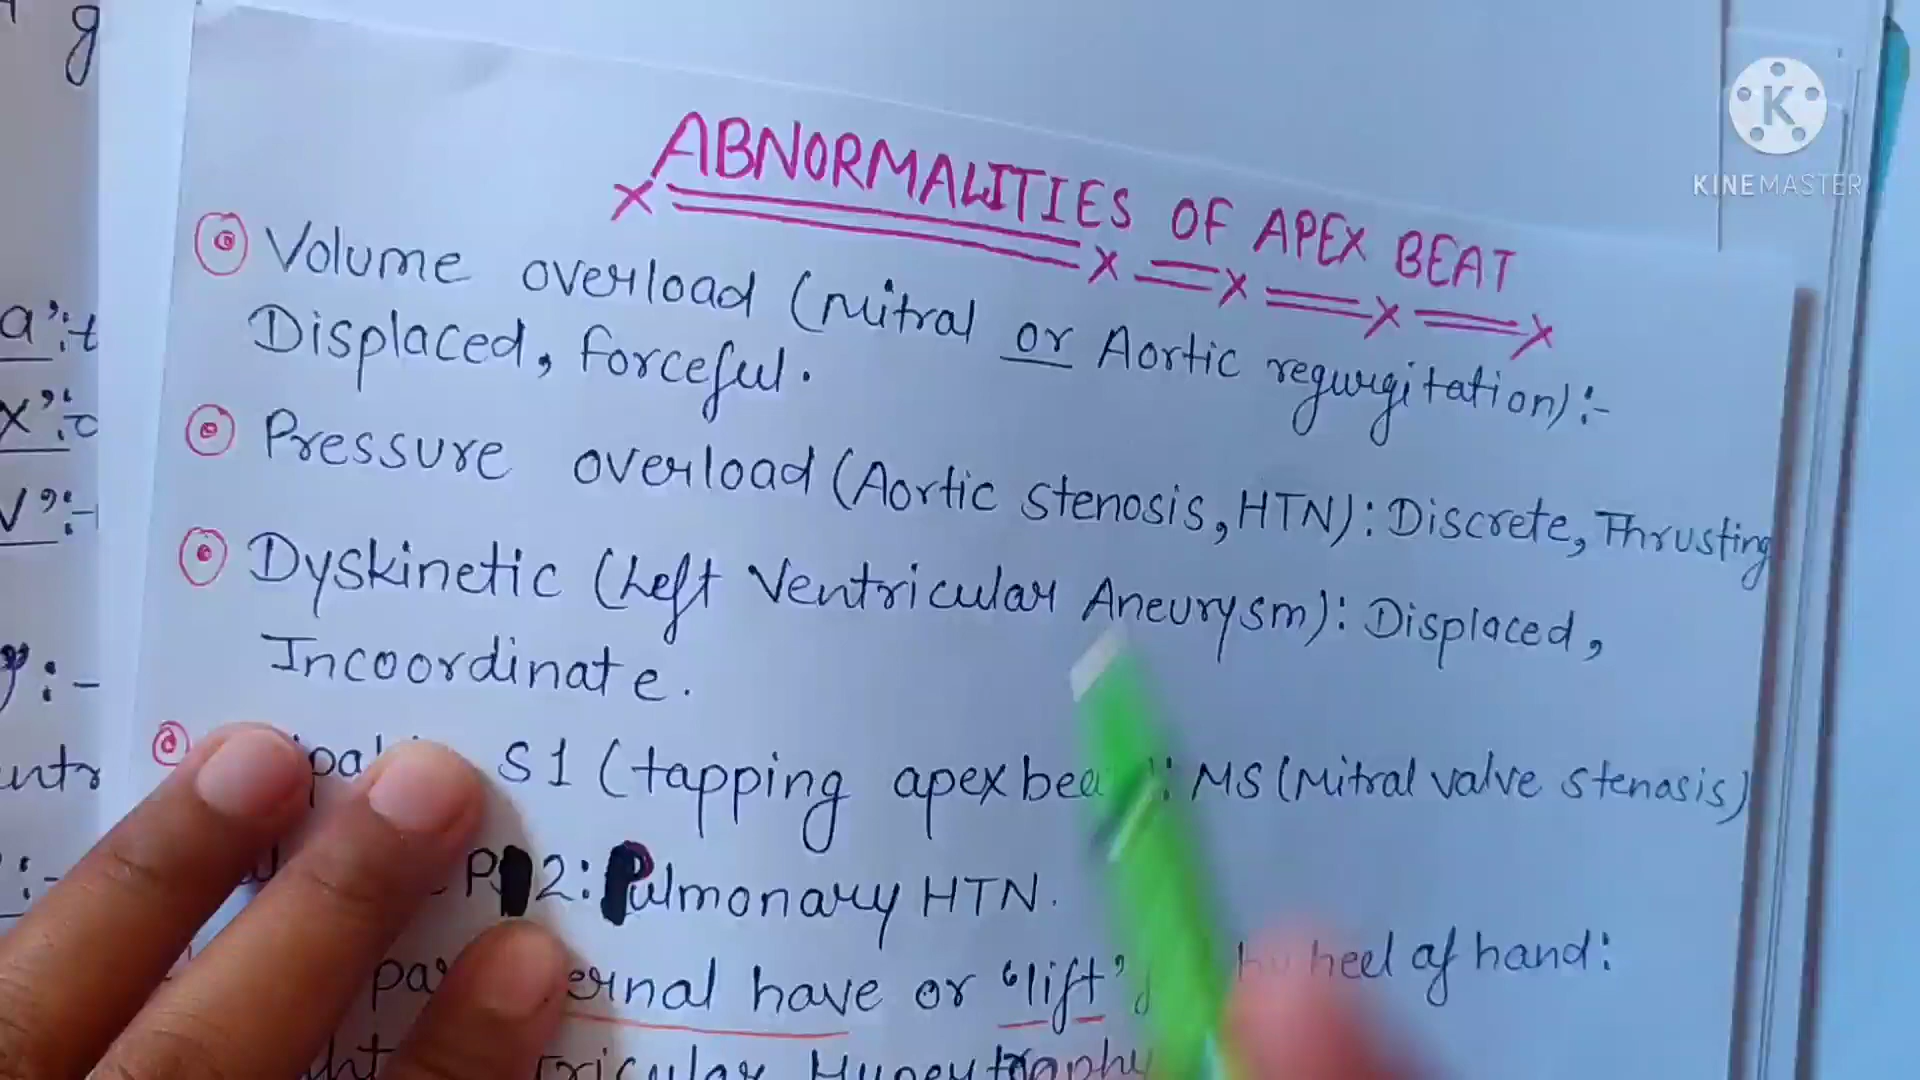 g
KINEMASTER
ABNORMALITIES OF APEX BEAT
Volume overload (Mitral or Aortic regurgitation):-
Displaced, forceful.
Pressure overload (Aortic stenosis, HTN): Discrete, Thrusting
Dyskinetic (Left Ventricular Aneurysm): Displaced,
Incoordinate.
S1 (tapping apex bea : MS (Mitral valve stenosis)
P2: Pulmonary HTN.
have or 'lift' heel of hand:
Hypertrophy
a':t
x':
v':-